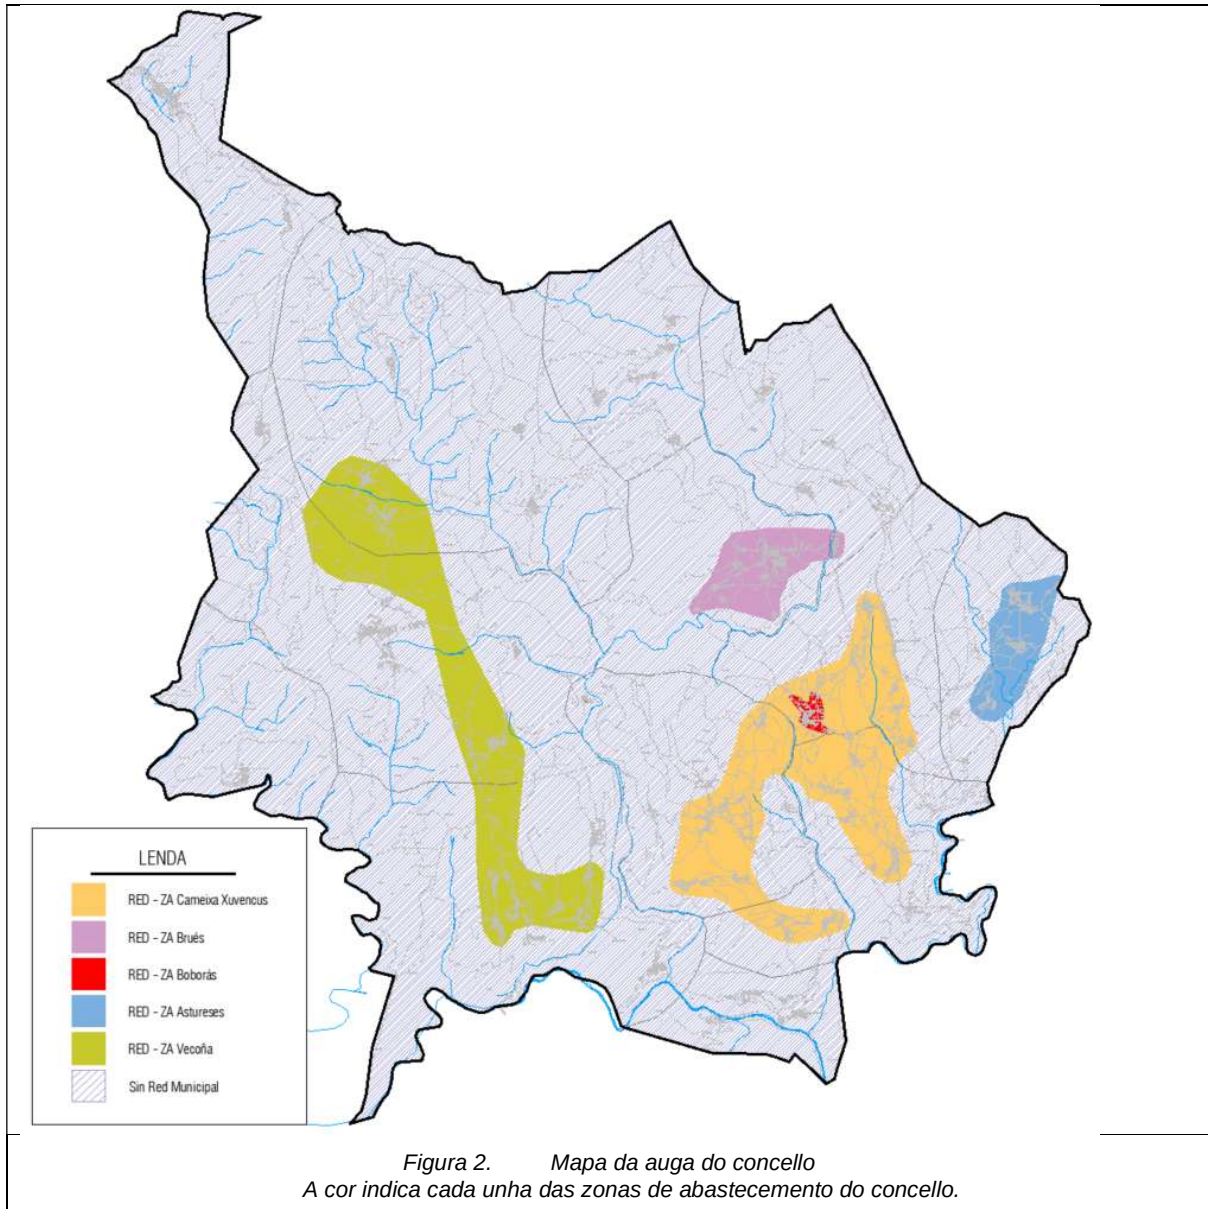 LENDA
RED - ZA Cameixa Xuvencus
RED - ZA Brués
RED - ZA Boborás
RED - ZA Astureses
RED - ZA Vecoña
Sin Red Municipal
Figura 2. Mapa da auga do concello
A cor indica cada unha das zonas de abastecemento do concello.